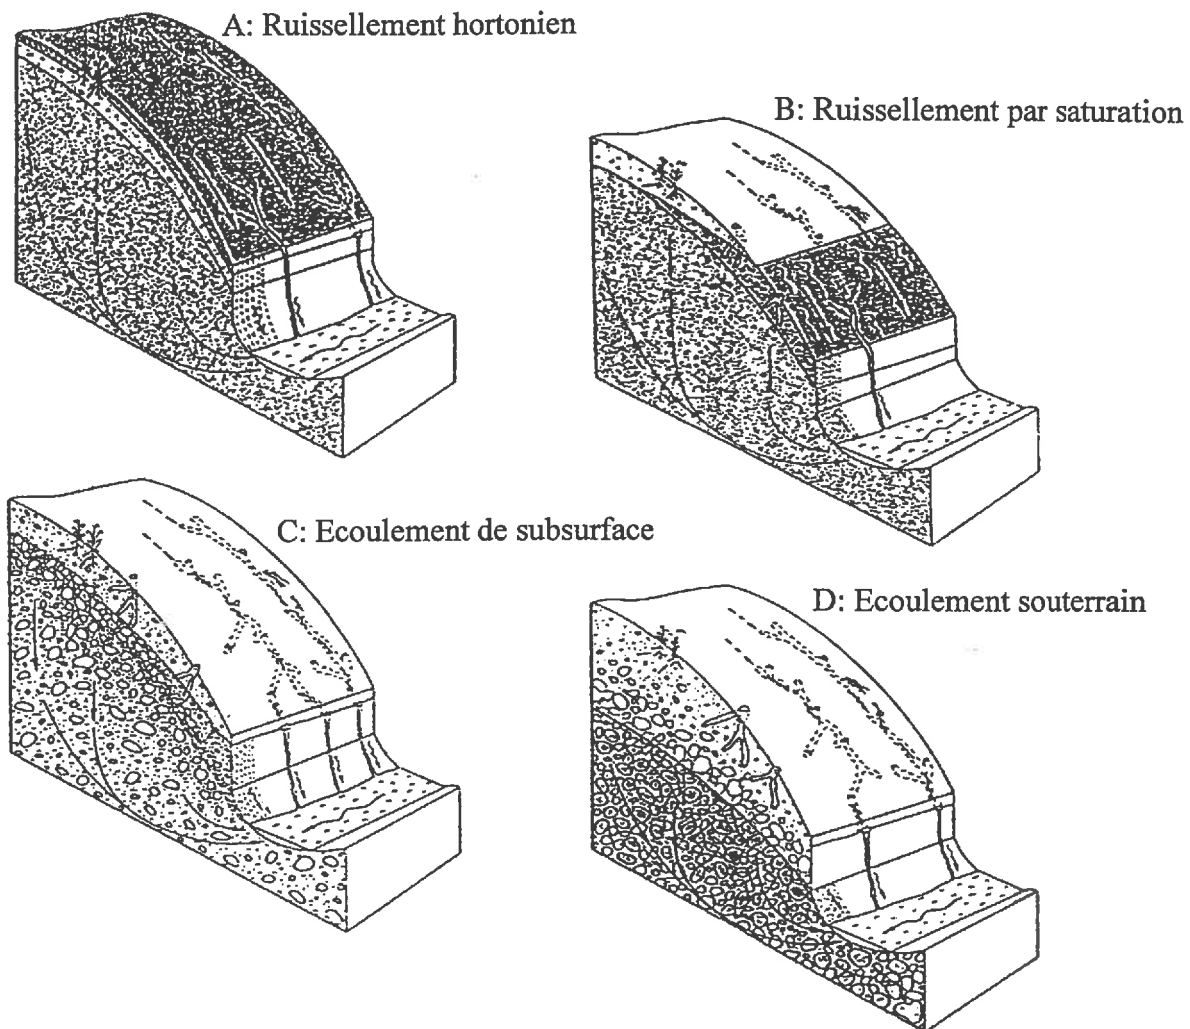 A: Ruissellement hortonien
B: Ruissellement par saturation
C: Ecoulement de subsurface
D: Ecoulement souterrain